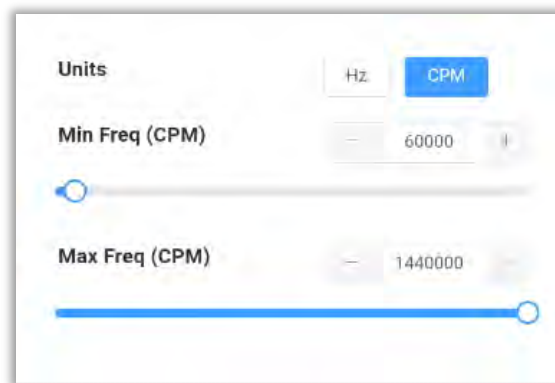 Units Hz CPM
Min Freq (CPM) − 60000 +
Max Freq (CPM) − 1440000